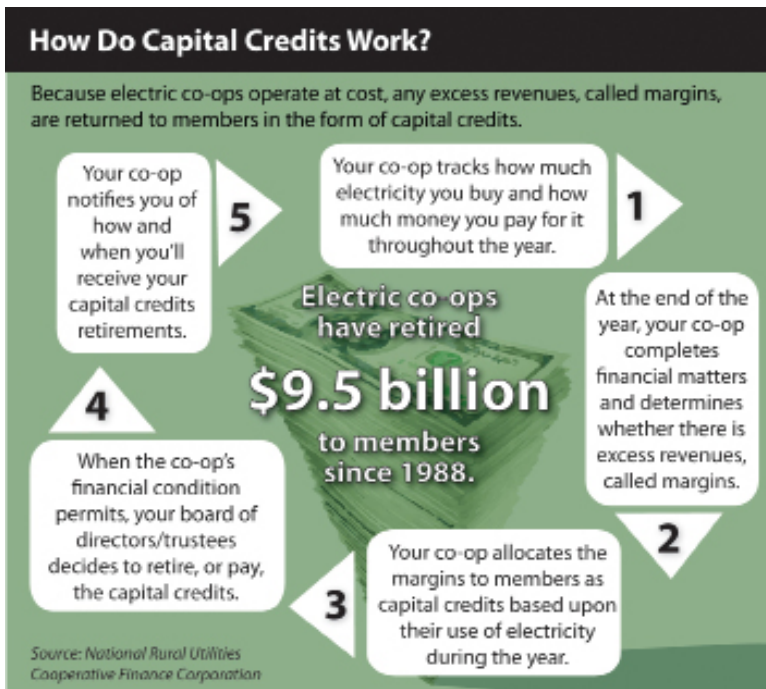 How Do Capital Credits Work?
Because electric co-ops operate at cost, any excess revenues, called margins,
are returned to members in the form of capital credits.
Your co-op tracks how much
electricity you buy and how
much money you pay for it
throughout the year.
1
At the end of the
year, your co-op
completes
financial matters
and determines
whether there is
excess revenues,
called margins.
2
Your co-op allocates the
margins to members as
capital credits based upon
their use of electricity
during the year.
3
When the co-op's
financial condition
permits, your board of
directors/trustees
decides to retire, or pay,
the capital credits.
4
Your co-op
notifies you of
how and
when you'll
receive your
capital credits
retirements.
5
Electric co-ops
have retired
$9.5 billion
to members
since 1988.
Source: National Rural Utilities
Cooperative Finance Corporation